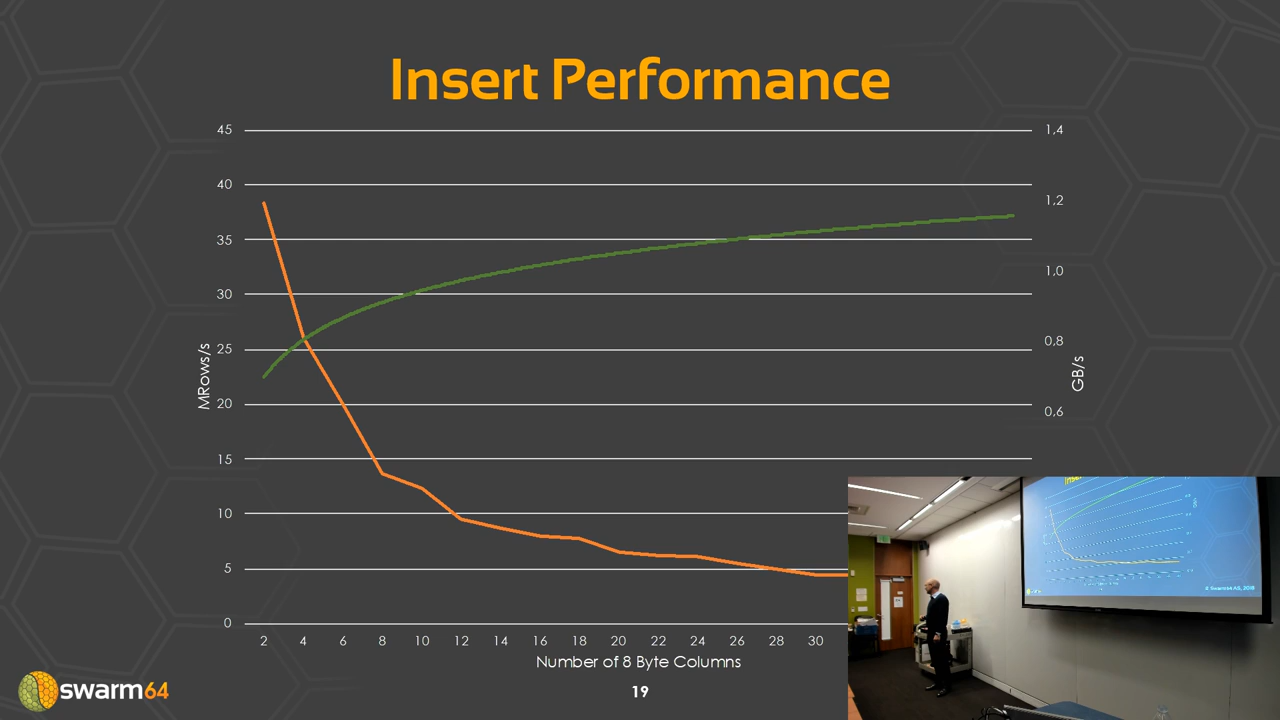 Insert Performance
45
40
35
30
25
20
15
10
5
0
MRows/s
1,4
1,2
1,0
0,8
0,6
GB/s
2 4 6 8 10 12 14 16 18 20 22 24 26 28 30
Number of 8 Byte Columns
swarm64
19